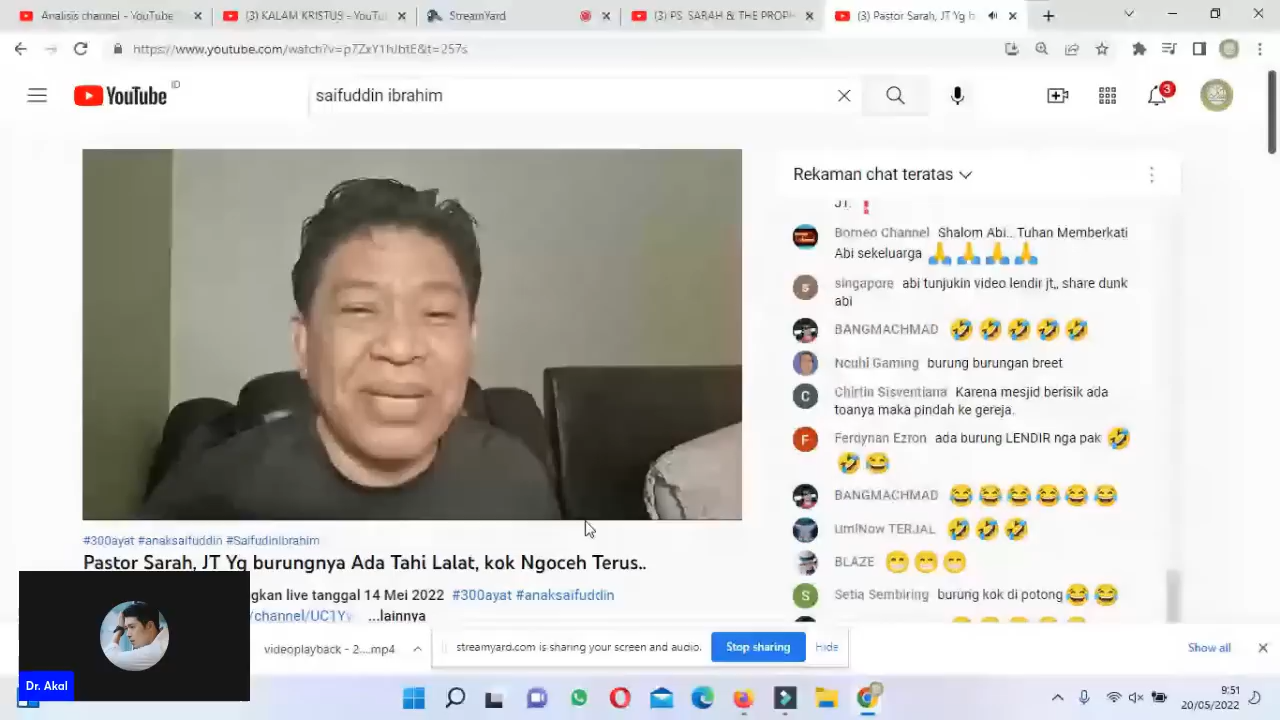 Analisis channel - YouTube
(3) KALAM KRISTUS - YouTu
StreamYard
(3) PS. SARAH & THE PROPH
(3) Pastor Sarah, JT Yg b
https://www.youtube.com/watch?v=p7ZxY1hJbtE&t=257s
YouTube ID
saifuddin ibrahim
3
Rekaman chat teratas
JT.
Borneo Channel Shalom Abi.. Tuhan Memberkati
Abi sekeluarga 🙏🙏🙏🙏
singapore abi tunjukin video lendir jt,, share dunk
abi
BANGMACHMAD 🤣🤣🤣🤣🤣
Ncuhi Gaming burung burungan breet
Chirtin Sisventiana Karena mesjid berisik ada
toanya maka pindah ke gereja.
Ferdynan Ezron ada burung LENDIR nga pak 🤣
🤣😂
BANGMACHMAD 😂😂😂😂😂😂
UmiNow TERJAL 🤣🤣🤣
BLAZE 😁😁😁
Setia Sembiring burung kok di potong😂😂
#300ayat #anaksaifuddin #SaifudinIbrahim
Pastor Sarah, JT Yg burungnya Ada Tahi Lalat, kok Ngoceh Terus..
gkan live tanggal 14 Mei 2022 #300ayat #anaksaifuddin
/channel/UC1Y ...lainnya
Dr. Akal
videoplayback - 2....mp4
streamyard.com is sharing your screen and audio.
Stop sharing
Hide
Show all
9:51
20/05/2022